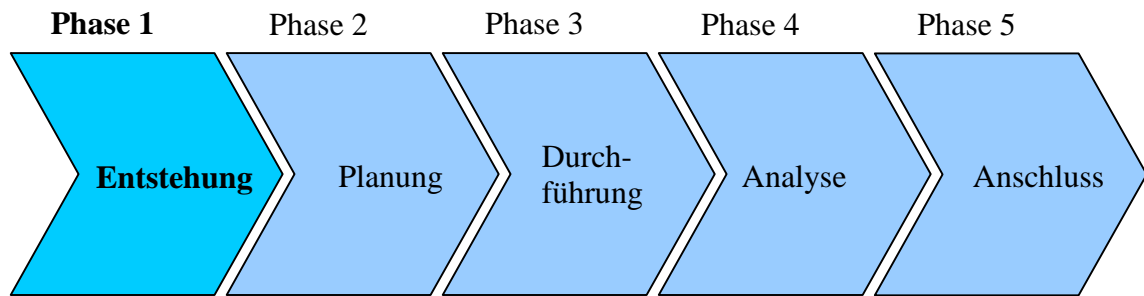 Phase 1
Phase 2
Phase 3
Phase 4
Phase 5
Entstehung
Planung
Durch-
führung
Analyse
Anschluss